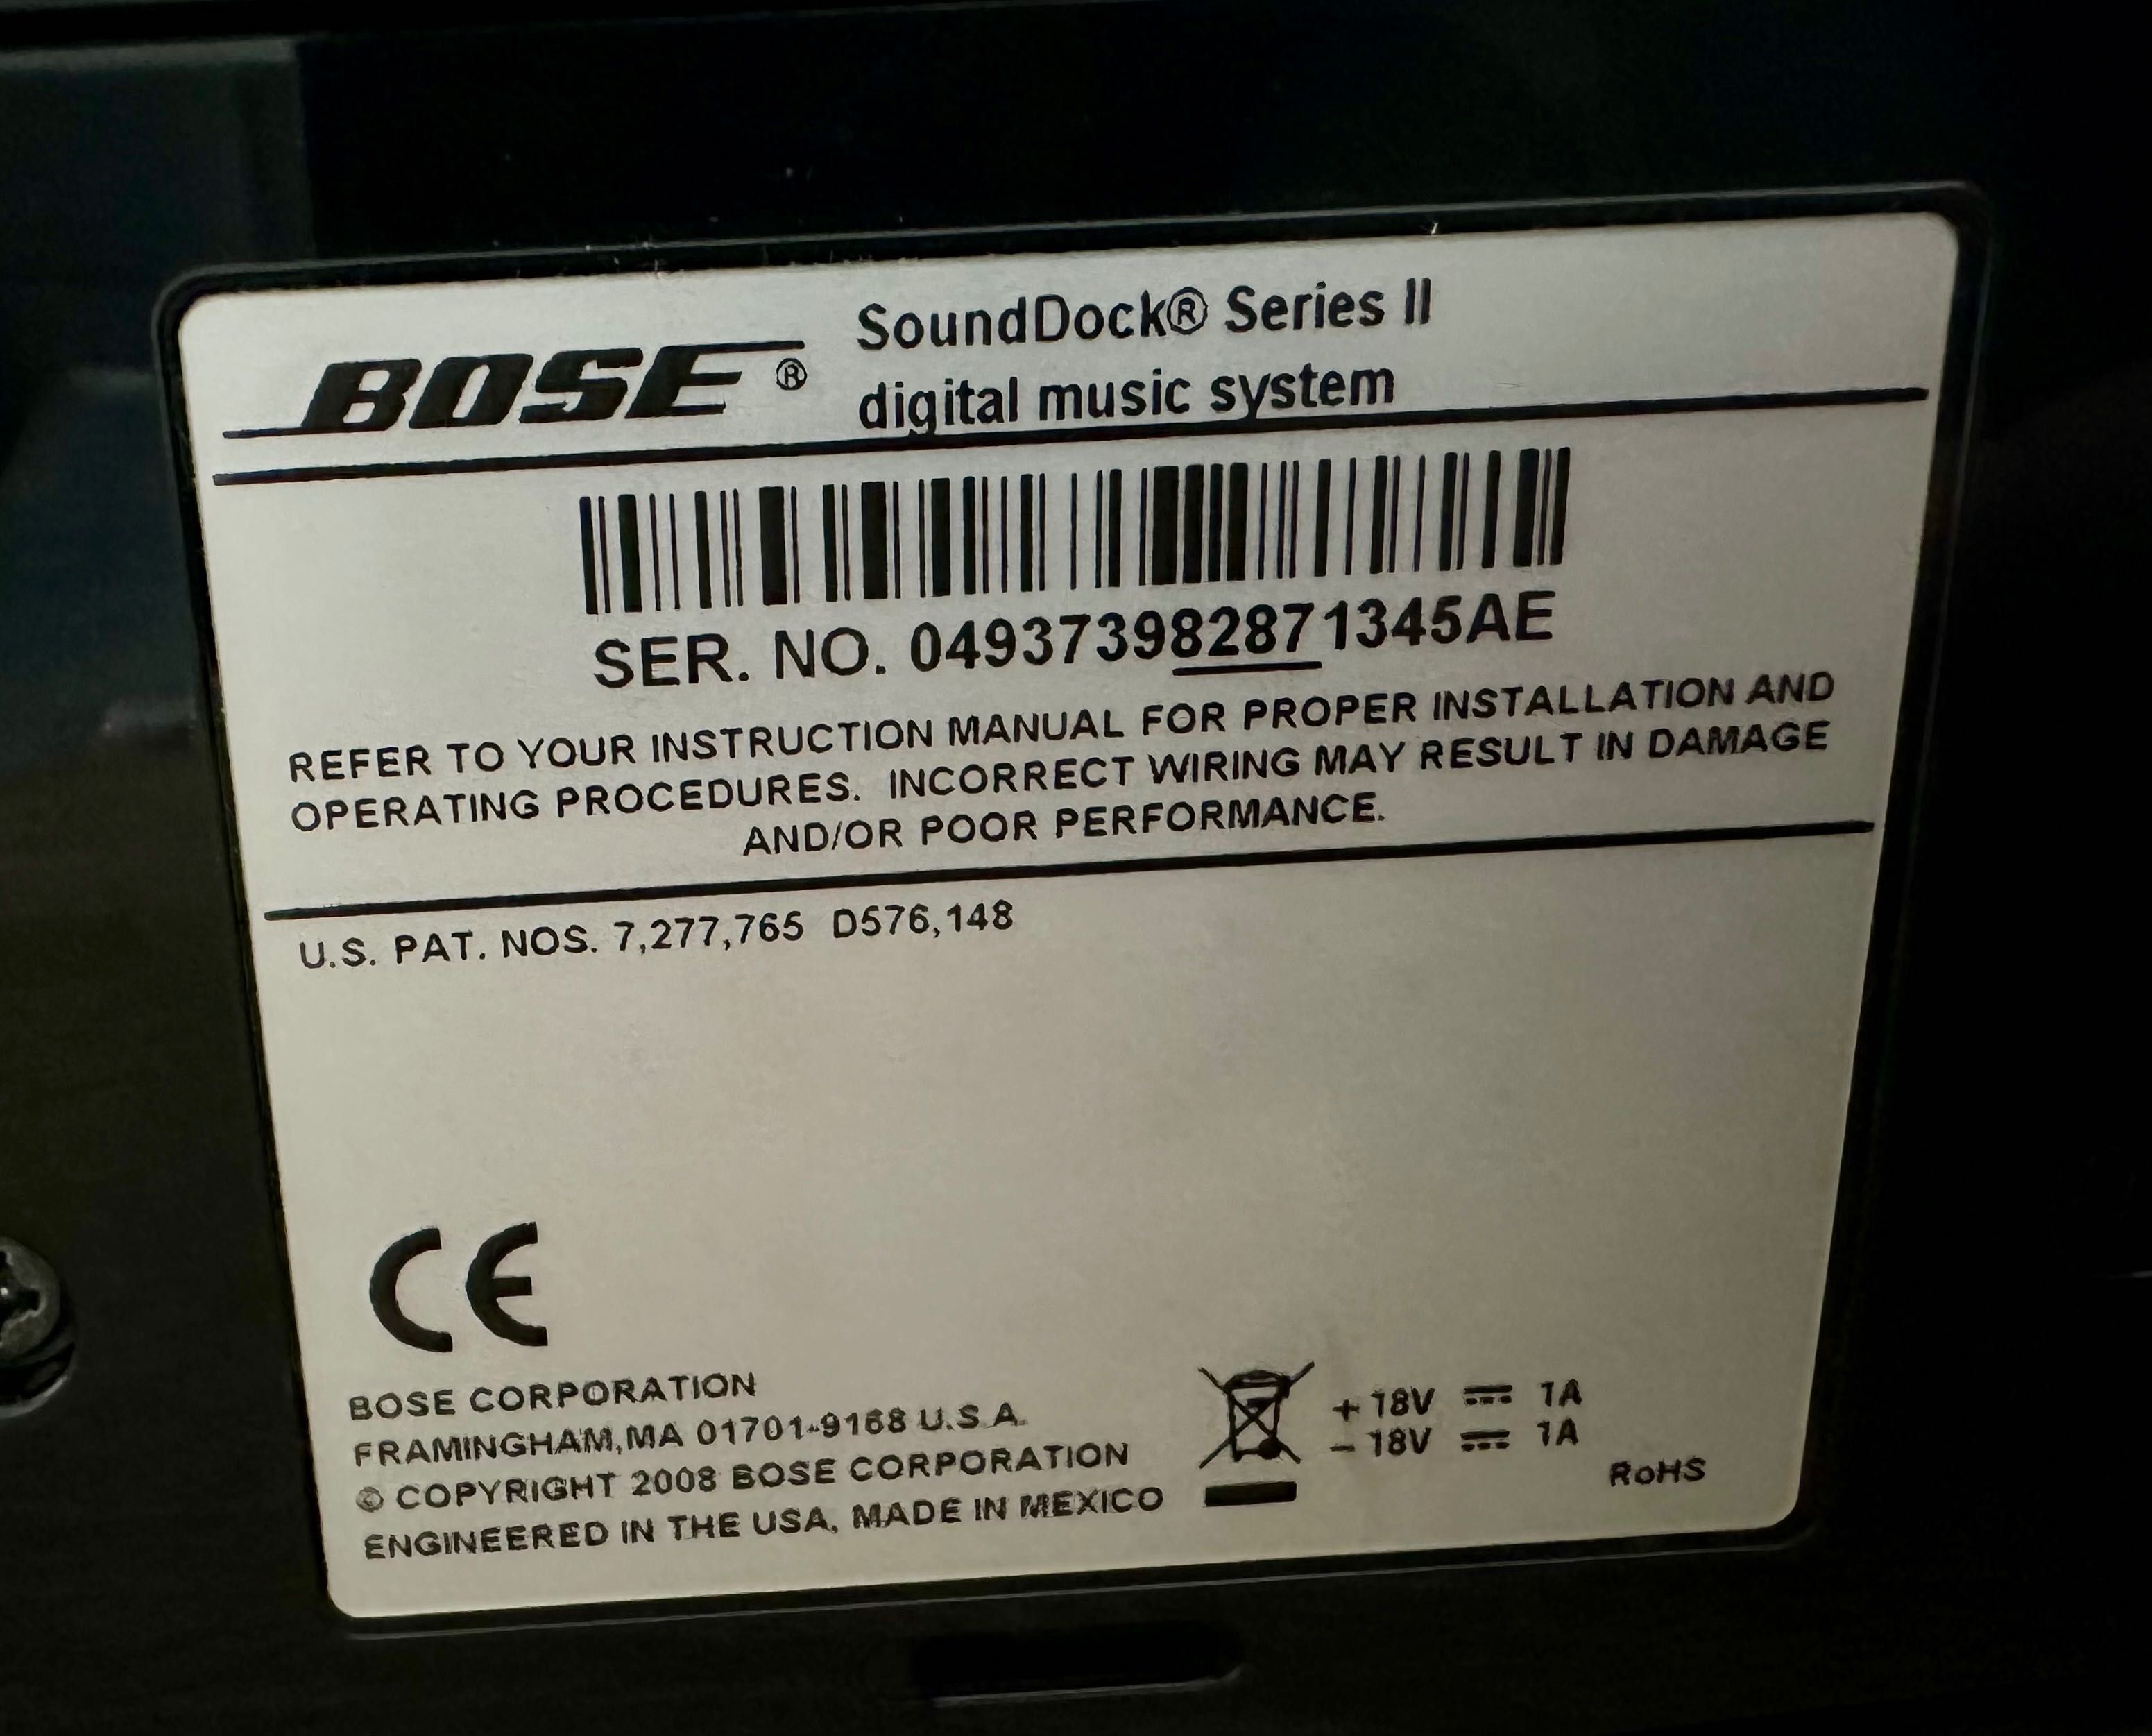 BOSE®
SoundDock® Series II
digital music system
SER. NO. 049373982871345AE
REFER TO YOUR INSTRUCTION MANUAL FOR PROPER INSTALLATION AND
OPERATING PROCEDURES. INCORRECT WIRING MAY RESULT IN DAMAGE
AND/OR POOR PERFORMANCE.
U.S. PAT. NOS. 7,277,765 D576,148
CE
BOSE CORPORATION
FRAMINGHAM,MA 01701-9168 U.S.A.
© COPYRIGHT 2008 BOSE CORPORATION
ENGINEERED IN THE USA, MADE IN MEXICO
+ 18V ⎓ 1A
– 18V ⎓ 1A
RoHS